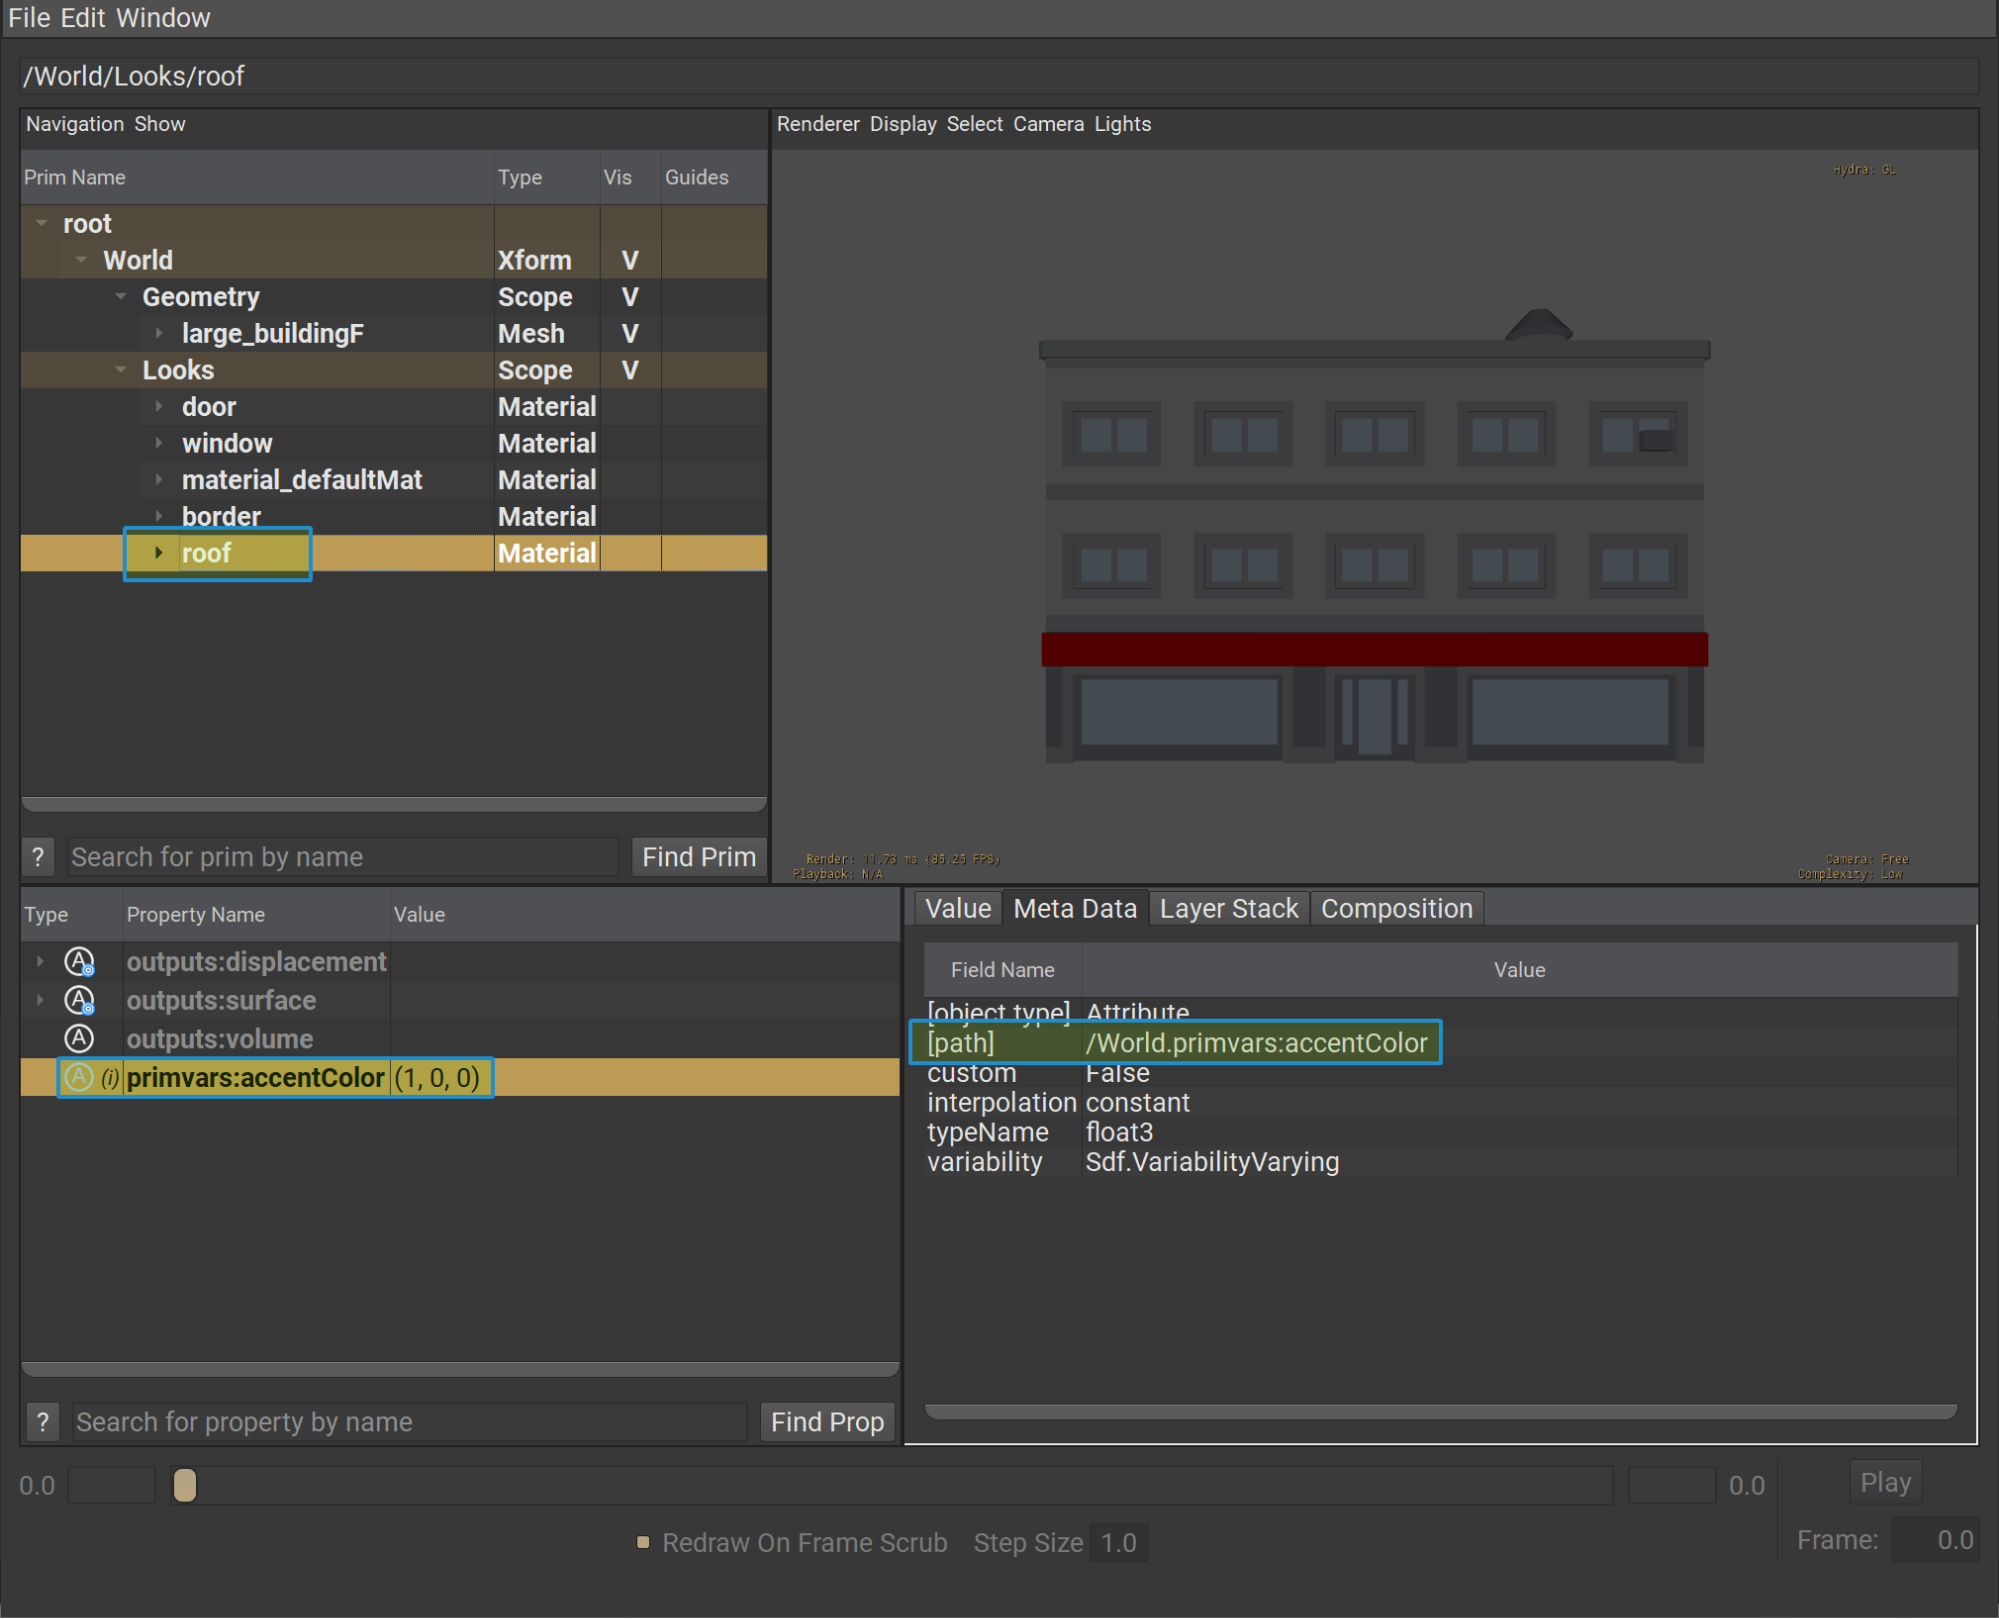 File Edit Window
/World/Looks/roof
Navigation Show
Prim Name Type Vis Guides
root
World Xform V
Geometry Scope V
large_buildingF Mesh V
Looks Scope V
door Material
window Material
material_defaultMat Material
border Material
roof Material
? Search for prim by name Find Prim
Renderer Display Select Camera Lights
Hydra: GL
Render: 11.73 ms (85.25 FPS)
Playback: N/A
Camera: Free
Complexity: Low
Type Property Name Value
A outputs:displacement
A outputs:surface
A outputs:volume
A (i) primvars:accentColor (1, 0, 0)
? Search for property by name Find Prop
Value Meta Data Layer Stack Composition
Field Name Value
[object type] Attribute
[path] /World.primvars:accentColor
custom False
interpolation constant
typeName float3
variability Sdf.VariabilityVarying
0.0 0.0 Play
Redraw On Frame Scrub Step Size 1.0 Frame: 0.0